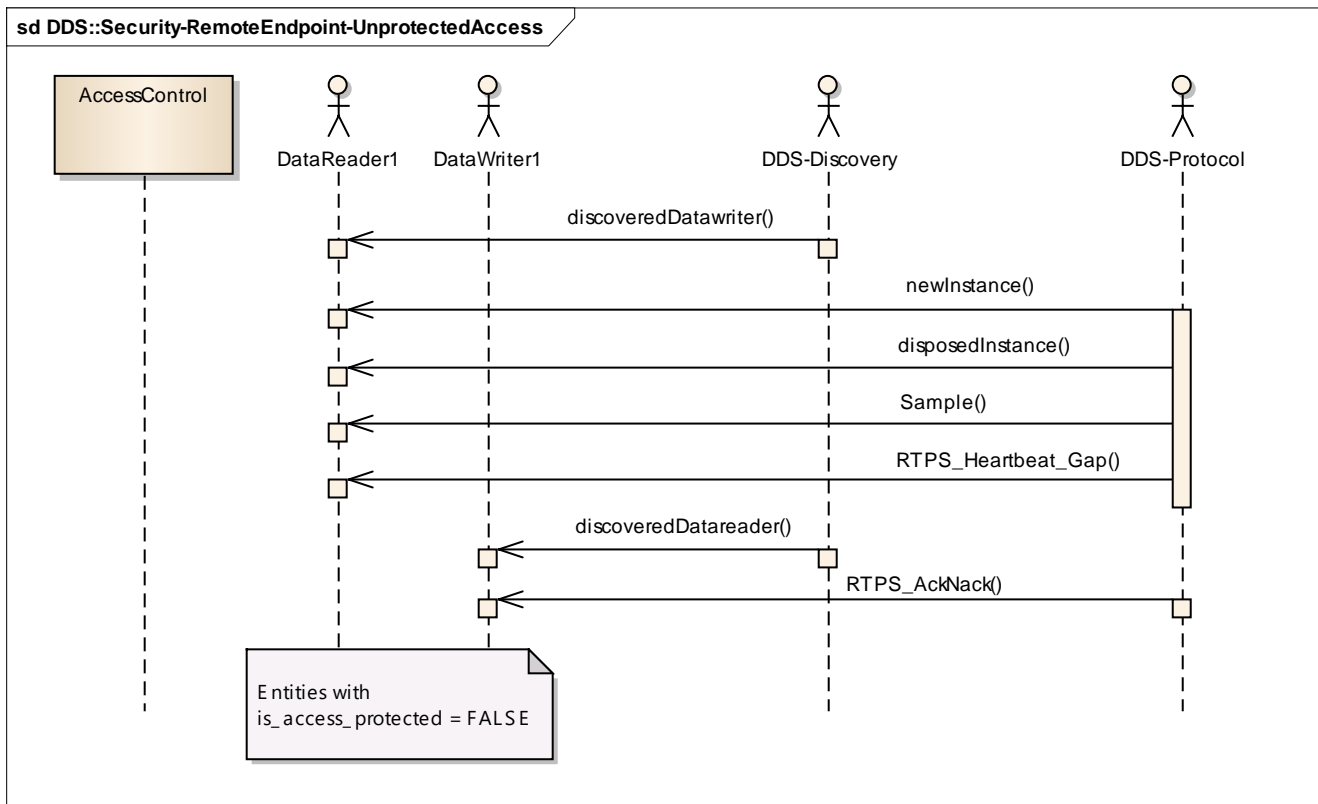 sd DDS::Security-RemoteEndpoint-UnprotectedAccess
AccessControl
DataReader1
DataWriter1
DDS-Discovery
DDS-Protocol
discoveredDatawriter()
newInstance()
disposedInstance()
Sample()
RTPS_Heartbeat_Gap()
discoveredDatareader()
RTPS_AckNack()
Entities with
is_access_protected = FALSE